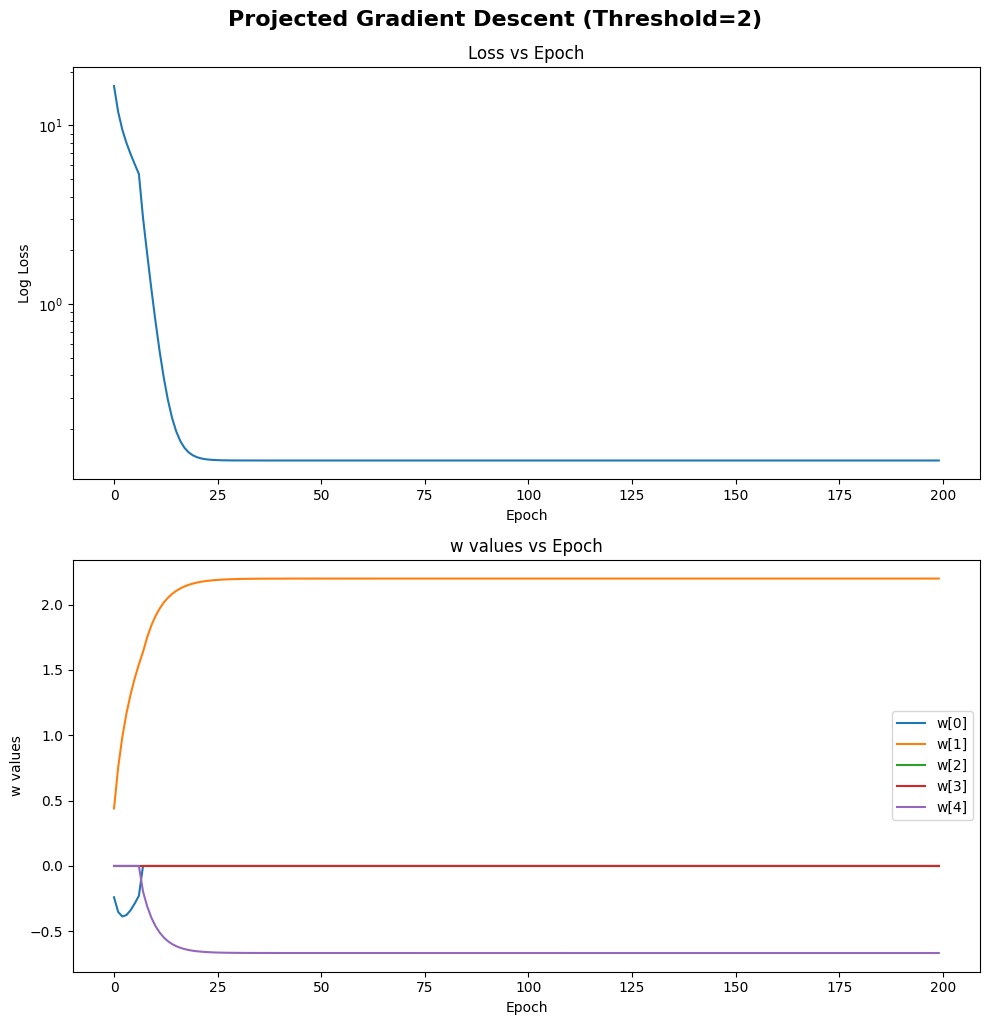 Projected Gradient Descent (Threshold=2)
Loss vs Epoch
10¹
10⁰
Log Loss
0 25 50 75 100 125 150 175 200
Epoch
w values vs Epoch
2.0
1.5
1.0
0.5
0.0
−0.5
w values
w[0]
w[1]
w[2]
w[3]
w[4]
0 25 50 75 100 125 150 175 200
Epoch